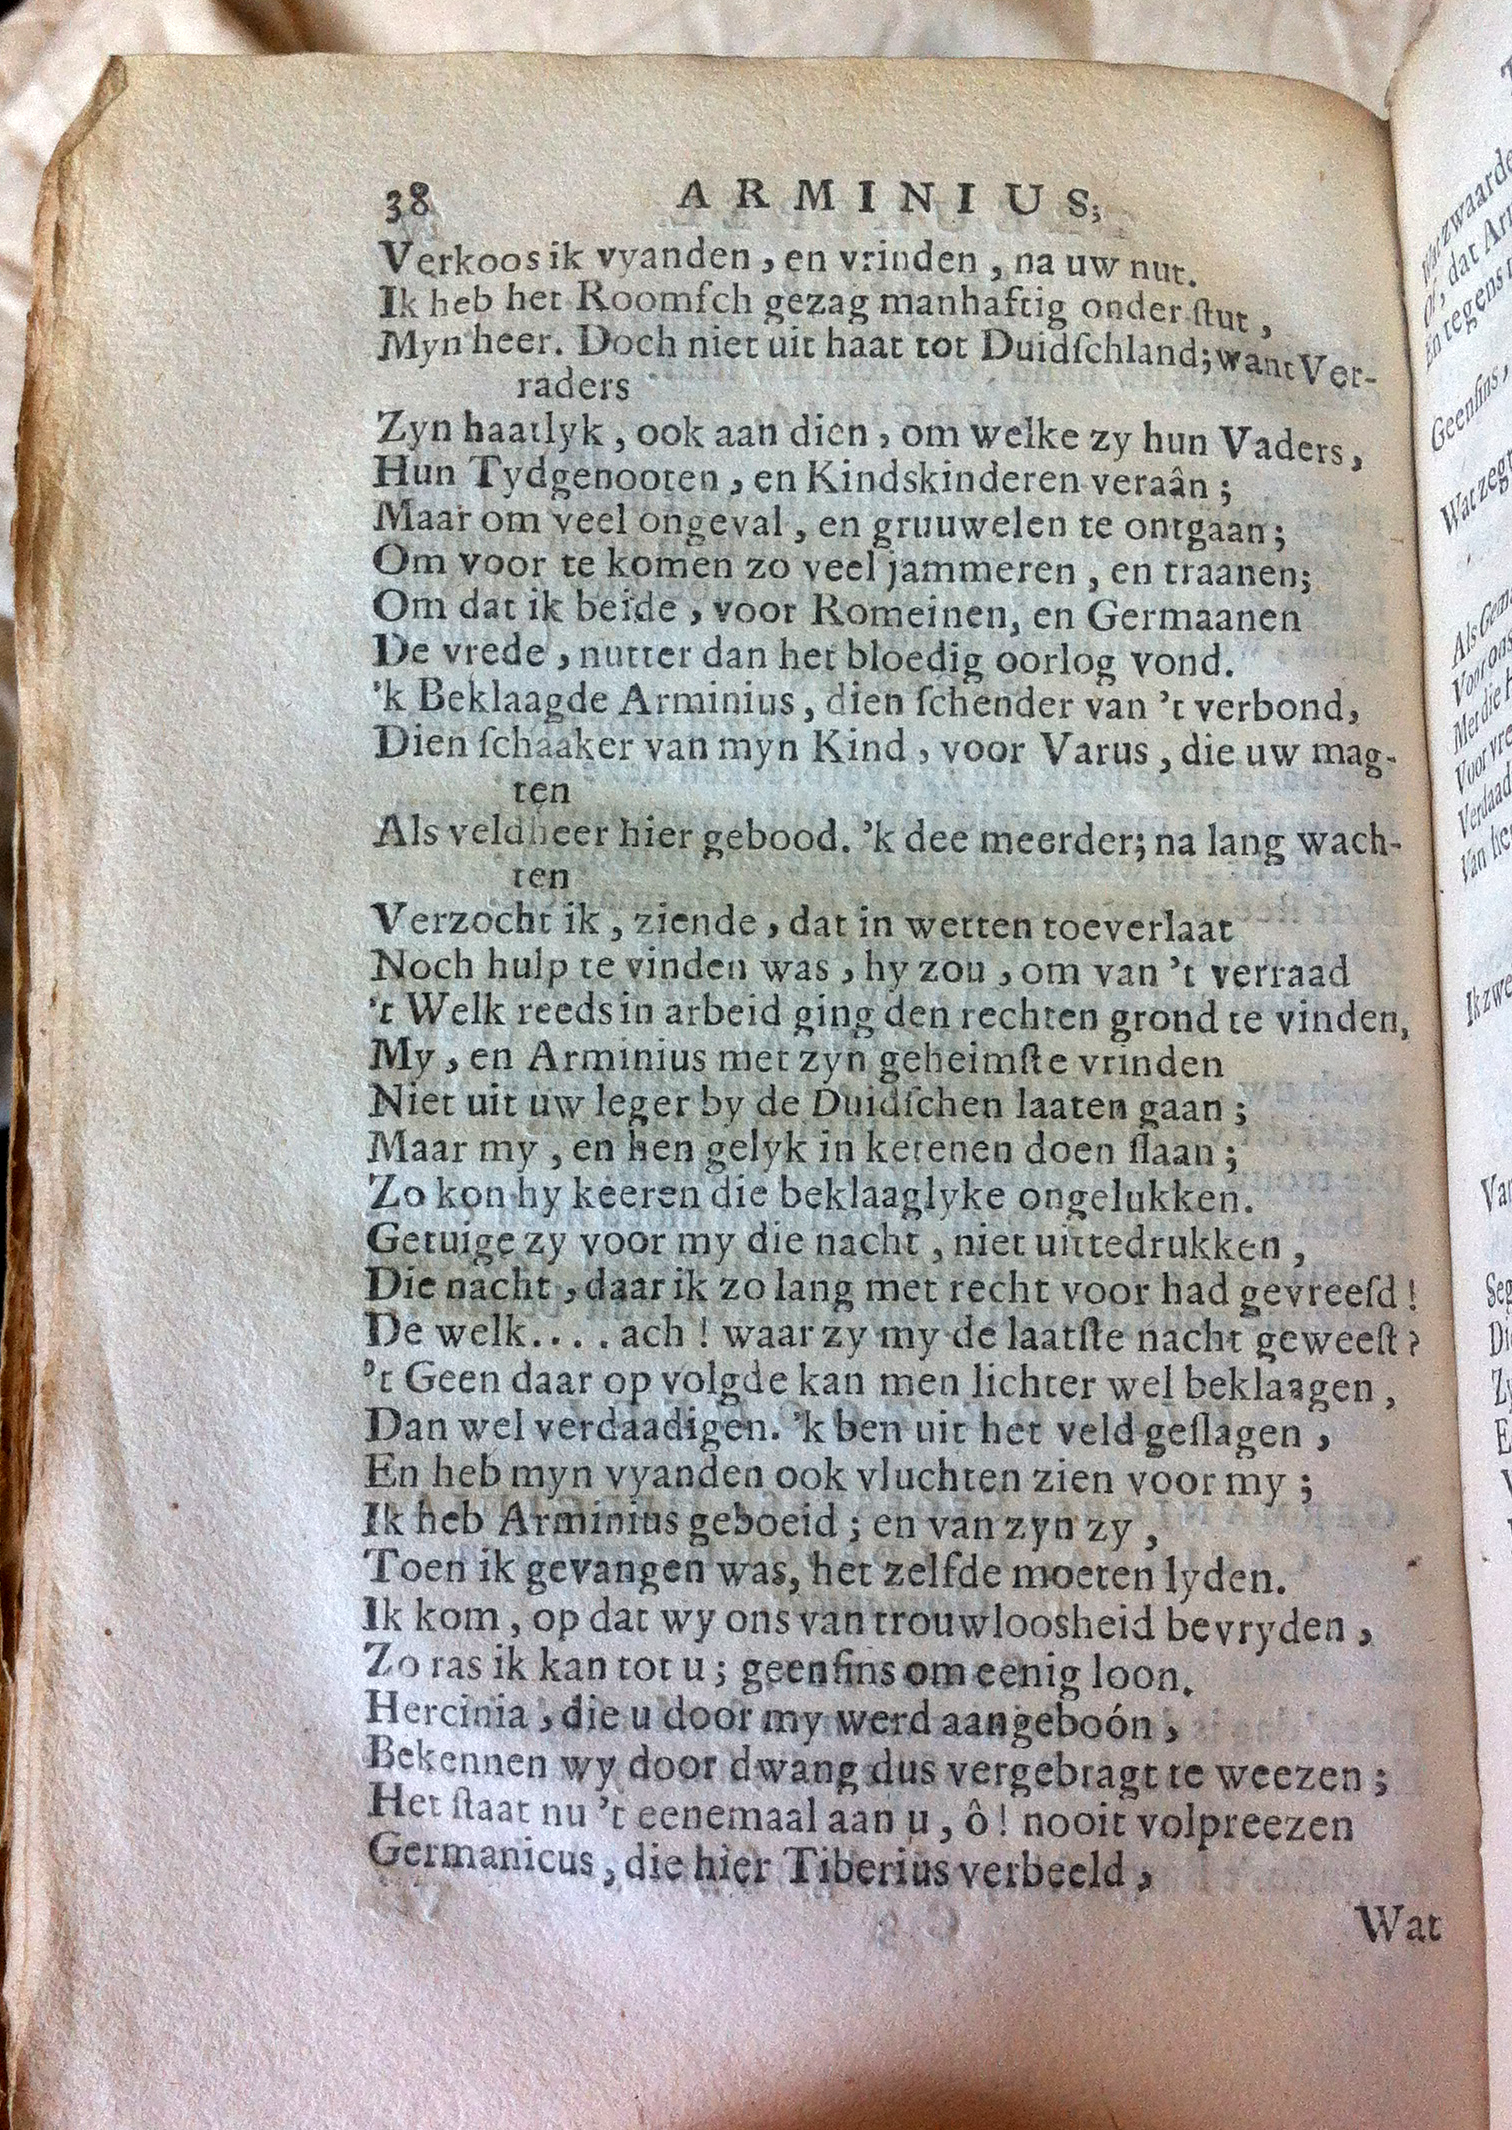 38 ARMINIUS;
Verkoos ik vyanden, en vrinden, na uw nut.
Ik heb het Roomſch gezag manhaftig onder ſtut,
Myn heer. Doch niet uit haat tot Duidſchland; want Ver-
raders
Zyn haatlyk, ook aan dien, om welke zy hun Vaders,
Hun Tydgenooten, en Kindskinderen veraân;
Maar om veel ongeval, en gruuwelen te ontgaan;
Om voor te komen zo veel jammeren, en traanen;
Om dat ik beide, voor Romeinen, en Germaanen
De vrede, nutter dan het bloedig oorlog vond.
'k Beklaagde Arminius, dien ſchender van 't verbond,
Dien ſchaaker van myn Kind, voor Varus, die uw mag-
ten
Als veldheer hier gebood. 'k dee meerder; na lang wach-
ten
Verzocht ik, ziende, dat in wetten toeverlaat
Noch hulp te vinden was, hy zou, om van 't verraad
't Welk reeds in arbeid ging den rechten grond te vinden,
My, en Arminius met zyn geheimſte vrinden
Niet uit uw leger by de Duidſchen laaten gaan;
Maar my, en hen gelyk in ketenen doen ſlaan;
Zo kon hy keeren die beklaaglyke ongelukken.
Getuige zy voor my die nacht, niet uittedrukken,
Die nacht, daar ik zo lang met recht voor had gevreeſd!
De welk.... ach! waar zy my de laatſte nacht geweeſt?
't Geen daar op volgde kan men lichter wel beklaagen,
Dan wel verdaadigen. 'k ben uit het veld geſlagen,
En heb myn vyanden ook vluchten zien voor my;
Ik heb Arminius geboeid; en van zyn zy,
Toen ik gevangen was, het zelfde moeten lyden.
Ik kom, op dat wy ons van trouwloosheid bevryden,
Zo ras ik kan tot u; geenſins om eenig loon.
Hercinia, die u door my werd aangeboón,
Bekennen wy door dwang dus vergebragt te weezen;
Het ſtaat nu 't eenemaal aan u, ô! nooit volpreezen
Germanicus, die hier Tiberius verbeeld,
Wat